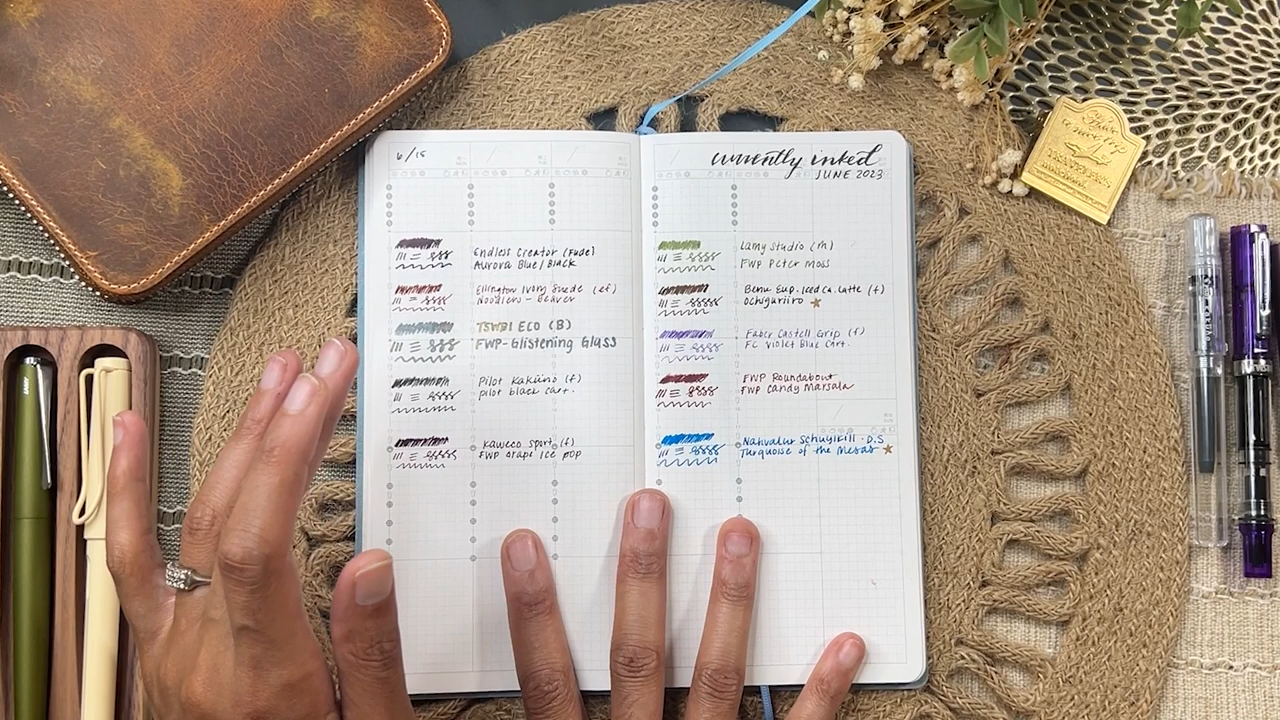 6/15
Endless Creator (Fude)
Aurora Blue/Black
Ellington Ivory Suede (ef)
Noodlers - Beaver
TSWBI ECO (B)
FWP-Glistening Glass
Pilot Kakuno (f)
pilot black cart.
Kaweco Sport (f)
FWP Grape Ice Pop
currently inked
JUNE 2023
Lamy Studio (m)
FWP Peter Moss
Benu Eup. Iced Ca. Latte (f)
Ochiguriiro
Faber Castell Grip (f)
FC Violet Blue Cart.
FWP Roundabout
FWP Candy Marsala
Nahvalur Schuylkill · D.S
Turquoise of the Mesas
LAMY